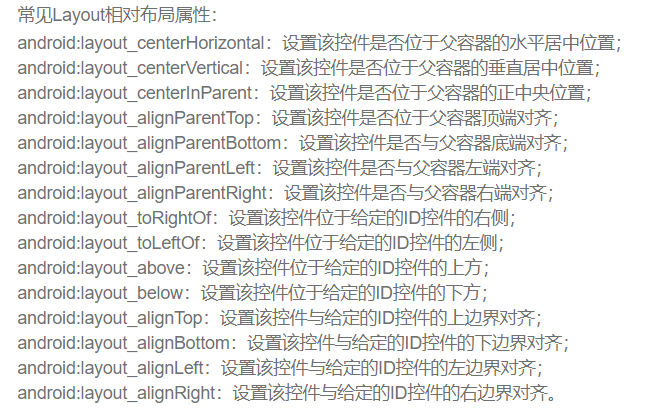 常见Layout相对布局属性：
android:layout_centerHorizontal：设置该控件是否位于父容器的水平居中位置；
android:layout_centerVertical：设置该控件是否位于父容器的垂直居中位置；
android:layout_centerInParent：设置该控件是否位于父容器的正中央位置；
android:layout_alignParentTop：设置该控件是否位于父容器顶端对齐；
android:layout_alignParentBottom：设置该控件是否与父容器底端对齐；
android:layout_alignParentLeft：设置该控件是否与父容器左端对齐；
android:layout_alignParentRight：设置该控件是否与父容器右端对齐；
android:layout_toRightOf：设置该控件位于给定的ID控件的右侧；
android:layout_toLeftOf：设置该控件位于给定的ID控件的左侧；
android:layout_above：设置该控件位于给定的ID控件的上方；
android:layout_below：设置该控件位于给定的ID控件的下方；
android:layout_alignTop：设置该控件与给定的ID控件的上边界对齐；
android:layout_alignBottom：设置该控件与给定的ID控件的下边界对齐；
android:layout_alignLeft：设置该控件与给定的ID控件的左边界对齐；
android:layout_alignRight：设置该控件与给定的ID控件的右边界对齐。